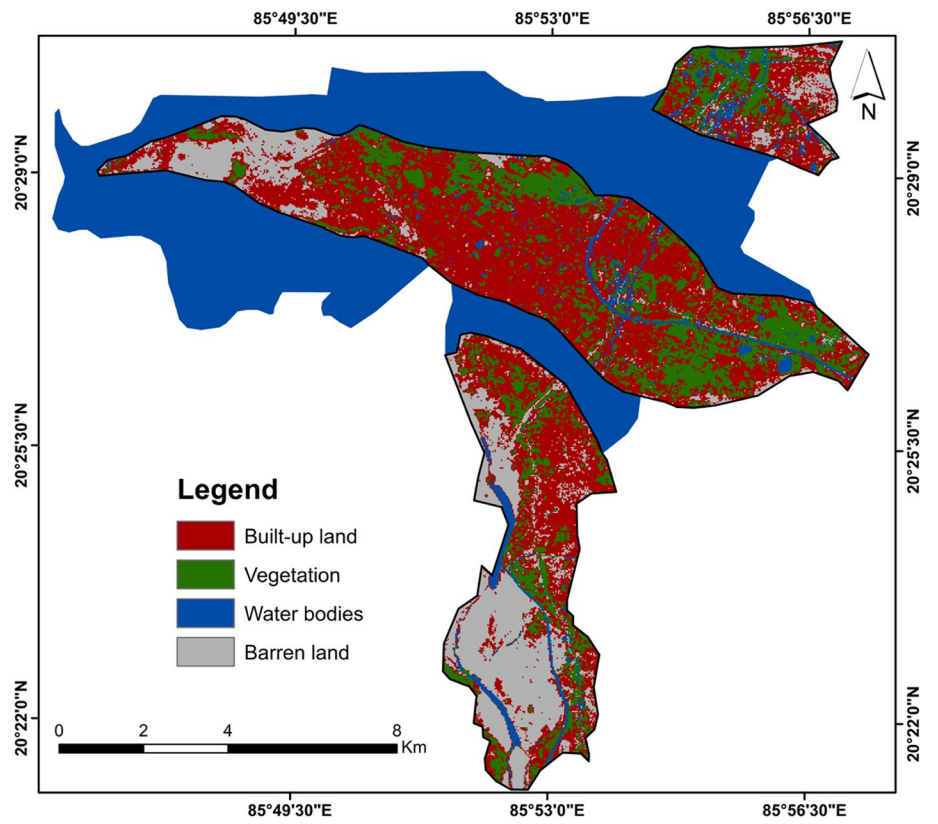 85°49'30"E 85°53'0"E 85°56'30"E
N
20°29'0"N 20°29'0"N
20°25'30"N 20°25'30"N
Legend
Built-up land
Vegetation
Water bodies
Barren land
20°22'0"N 20°22'0"N
0 2 4 8
Km
85°49'30"E 85°53'0"E 85°56'30"E